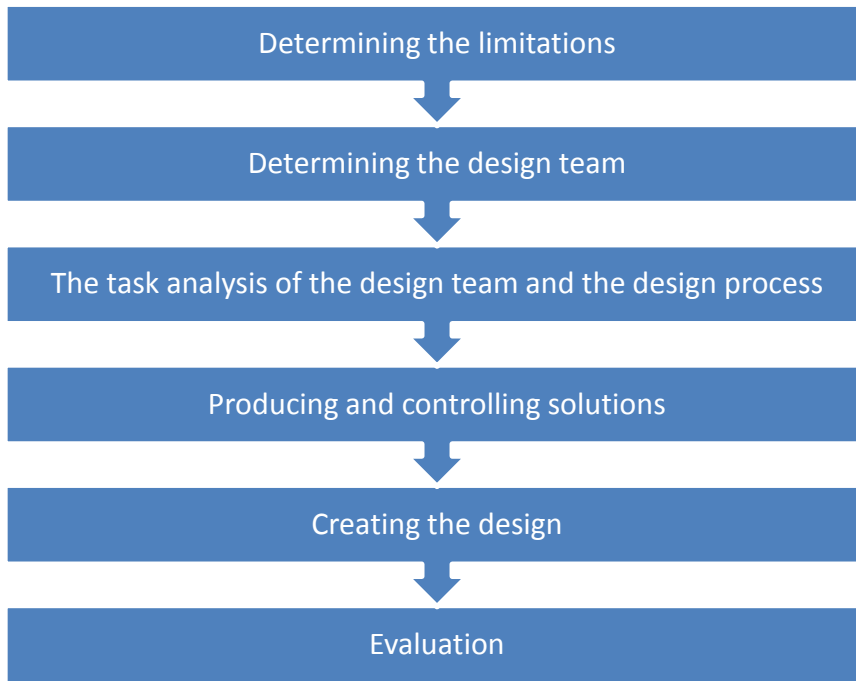 Determining the limitations
Determining the design team
The task analysis of the design team and the design process
Producing and controlling solutions
Creating the design
Evaluation